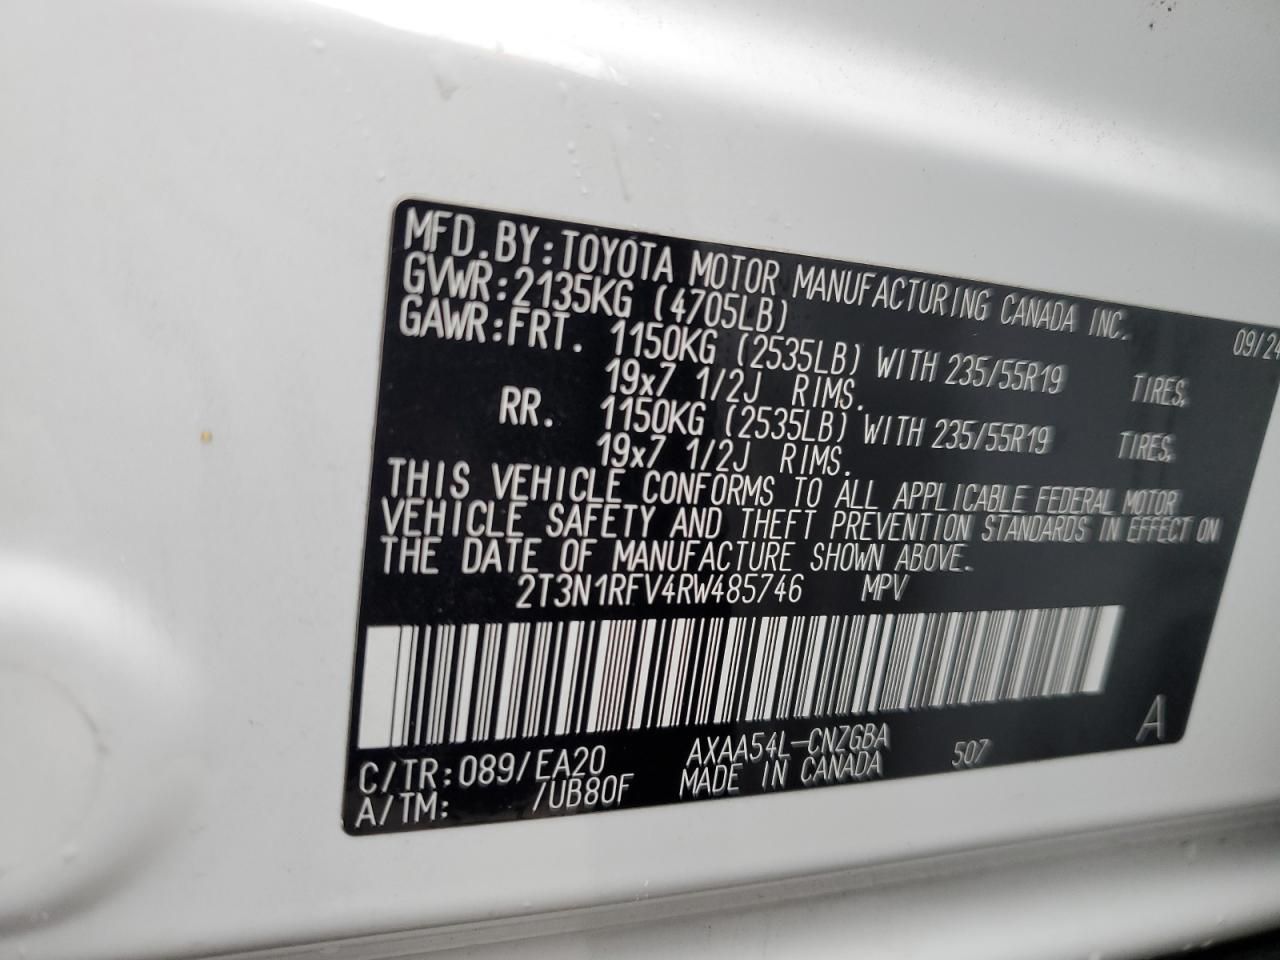 MFD. BY: TOYOTA MOTOR MANUFACTURING CANADA INC. 09/24
GVWR: 2135KG (4705LB)
GAWR: FRT. 1150KG (2535LB) WITH 235/55R19 TIRES,
19x7 1/2J RIMS.
RR. 1150KG (2535LB) WITH 235/55R19 TIRES,
19x7 1/2J RIMS.
THIS VEHICLE CONFORMS TO ALL APPLICABLE FEDERAL MOTOR
VEHICLE SAFETY AND THEFT PREVENTION STANDARDS IN EFFECT ON
THE DATE OF MANUFACTURE SHOWN ABOVE.
2T3N1RFV4RW485746 MPV
A
C/TR: 089/EA20 AXAA54L-CNZGBA 507
A/TM: /UB80F MADE IN CANADA